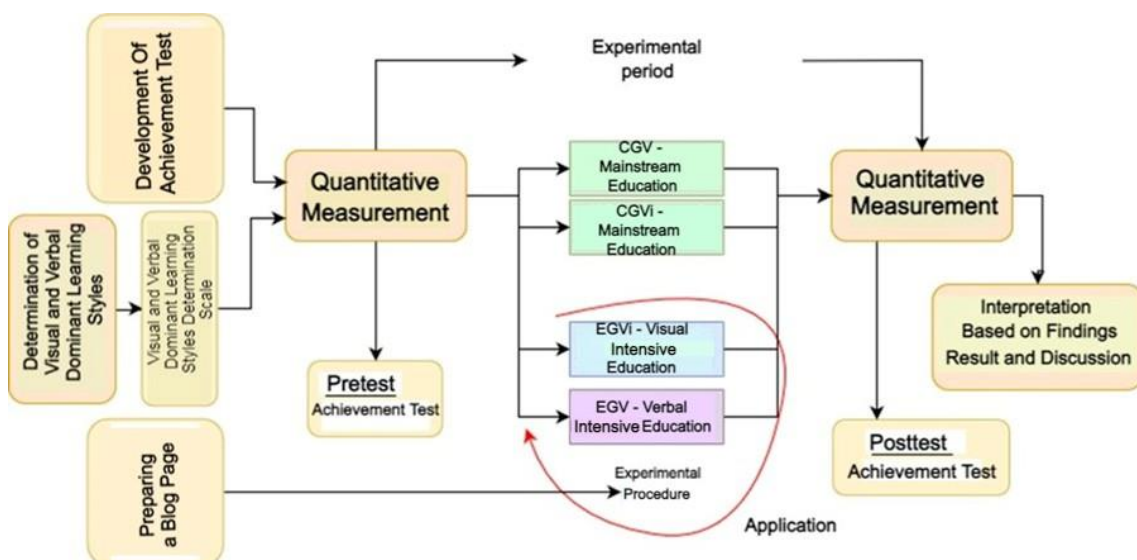 Development Of
Achievement Test
Determination of
Visual and Verbal
Dominant Learning
Styles
Visual and Verbal
Dominant Learning
Styles Determination
Scale
Preparing
a Blog Page
Quantitative
Measurement
Pretest
Achievement Test
Experimental
period
CGV -
Mainstream
Education
CGVi -
Mainstream
Education
EGVi - Visual
Intensive
Education
EGV - Verbal
Intensive Education
Experimental
Procedure
Application
Quantitative
Measurement
Interpretation
Based on Findings
Result and Discussion
Posttest
Achievement Test